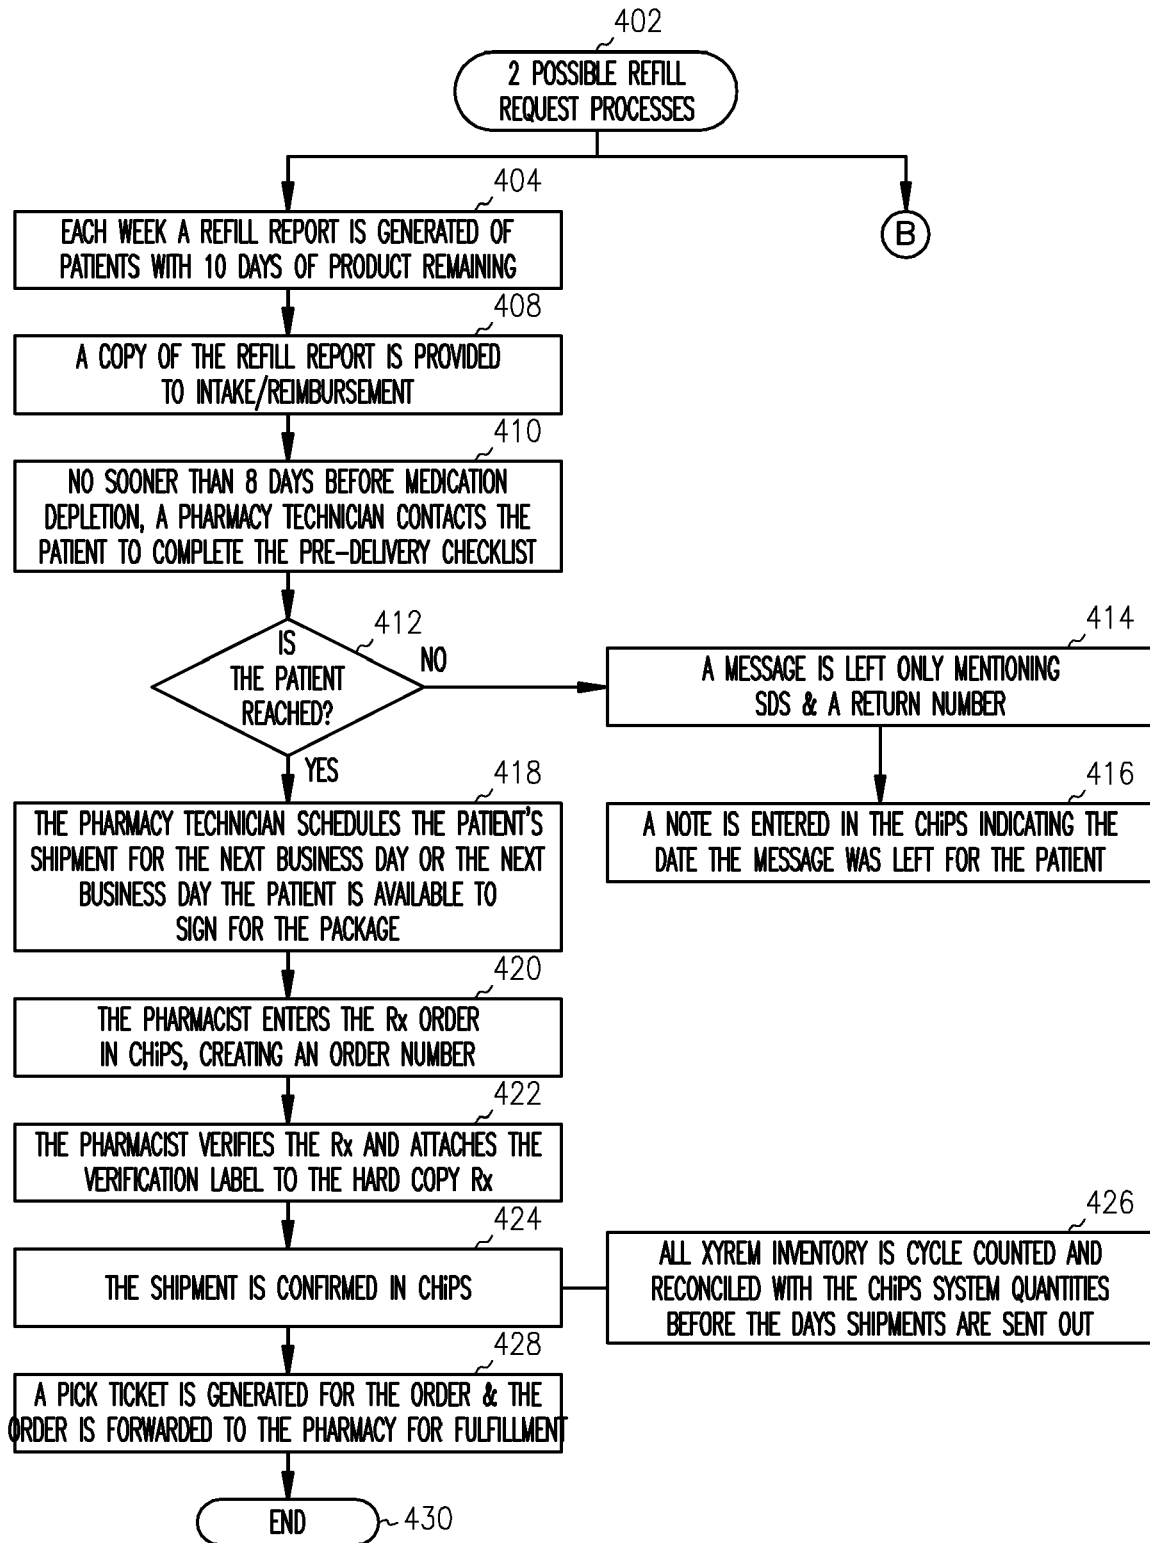 402
2 POSSIBLE REFILL
REQUEST PROCESSES
404
EACH WEEK A REFILL REPORT IS GENERATED OF
PATIENTS WITH 10 DAYS OF PRODUCT REMAINING
B
408
A COPY OF THE REFILL REPORT IS PROVIDED
TO INTAKE/REIMBURSEMENT
410
NO SOONER THAN 8 DAYS BEFORE MEDICATION
DEPLETION, A PHARMACY TECHNICIAN CONTACTS THE
PATIENT TO COMPLETE THE PRE-DELIVERY CHECKLIST
412
IS
THE PATIENT
REACHED?
NO
414
A MESSAGE IS LEFT ONLY MENTIONING
SDS & A RETURN NUMBER
416
A NOTE IS ENTERED IN THE CHiPS INDICATING THE
DATE THE MESSAGE WAS LEFT FOR THE PATIENT
YES
418
THE PHARMACY TECHNICIAN SCHEDULES THE PATIENT'S
SHIPMENT FOR THE NEXT BUSINESS DAY OR THE NEXT
BUSINESS DAY THE PATIENT IS AVAILABLE TO
SIGN FOR THE PACKAGE
420
THE PHARMACIST ENTERS THE Rx ORDER
IN CHiPS, CREATING AN ORDER NUMBER
422
THE PHARMACIST VERIFIES THE Rx AND ATTACHES THE
VERIFICATION LABEL TO THE HARD COPY Rx
424
THE SHIPMENT IS CONFIRMED IN CHiPS
426
ALL XYREM INVENTORY IS CYCLE COUNTED AND
RECONCILED WITH THE CHiPS SYSTEM QUANTITIES
BEFORE THE DAYS SHIPMENTS ARE SENT OUT
428
A PICK TICKET IS GENERATED FOR THE ORDER & THE
ORDER IS FORWARDED TO THE PHARMACY FOR FULFILLMENT
END
430